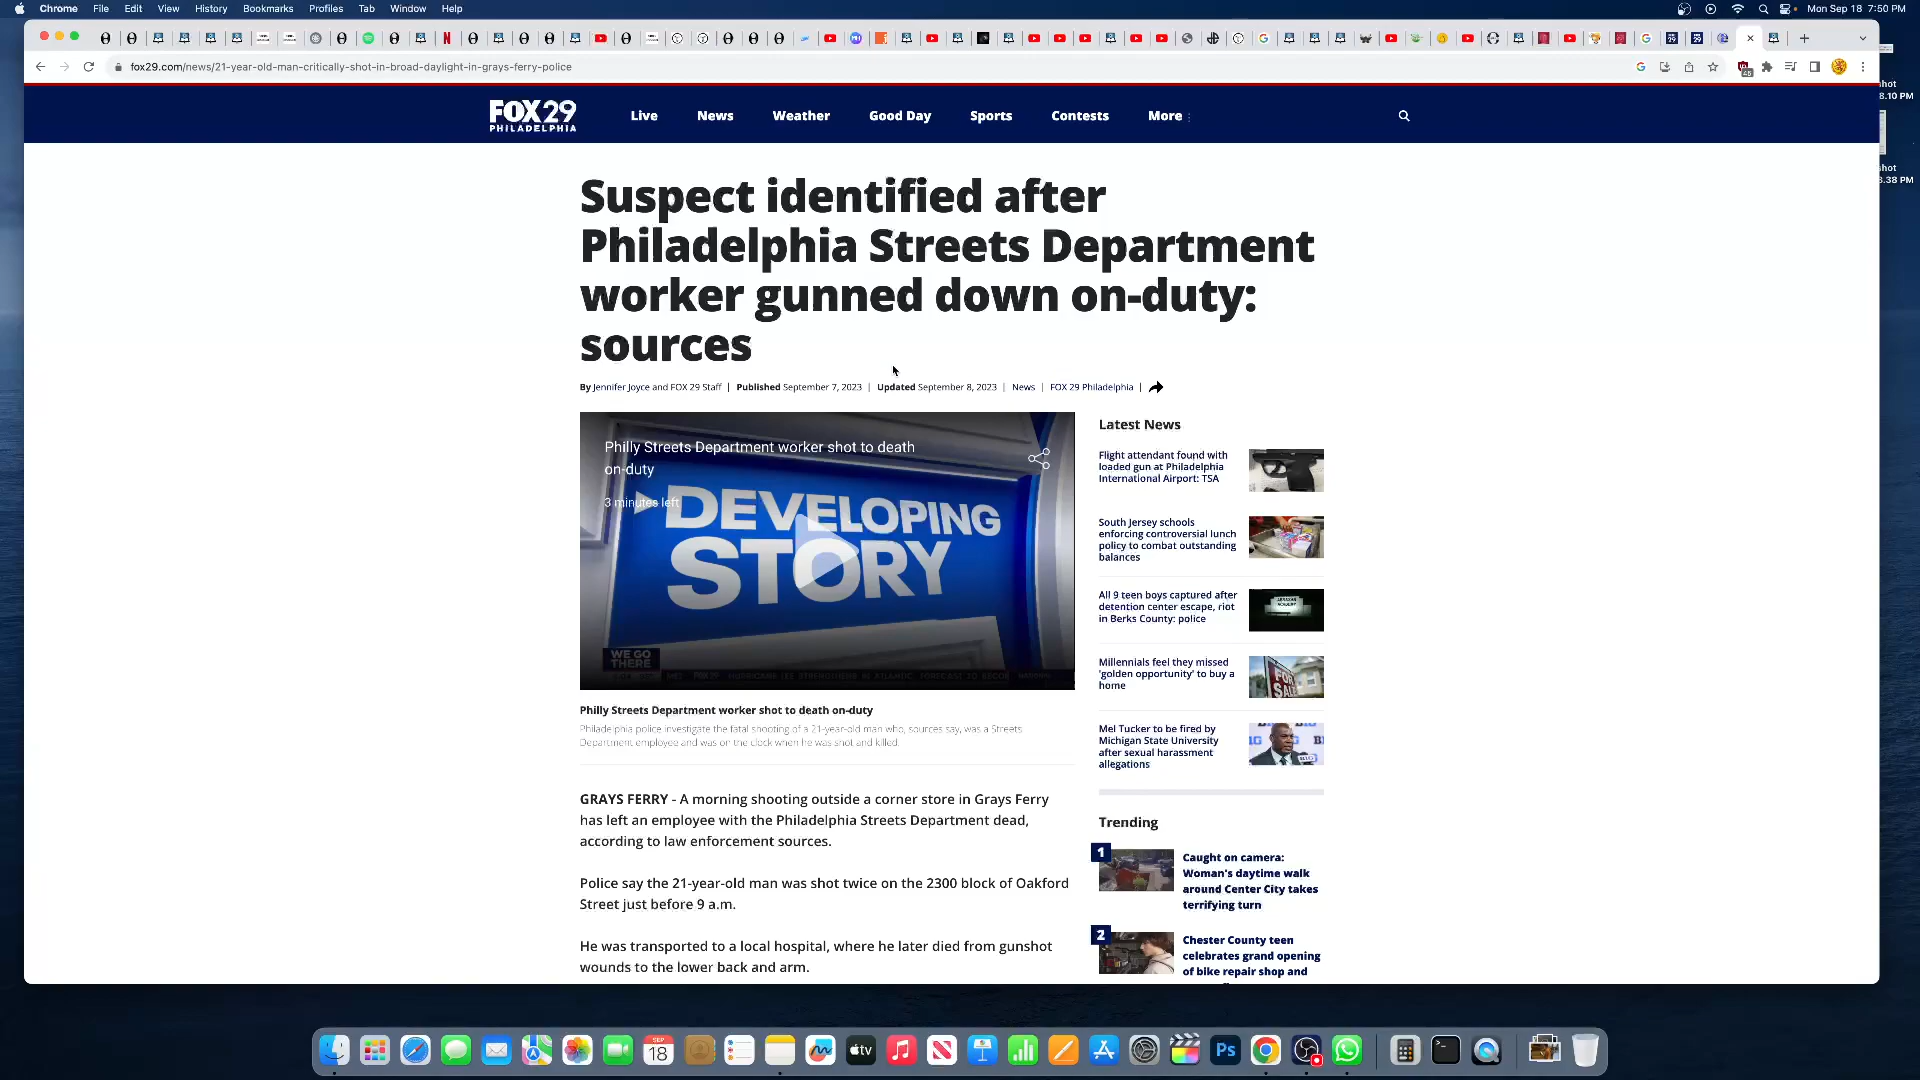 Chrome File Edit View History Bookmarks Profiles Tab Window Help
Mon Sep 18 7:50 PM
fox29.com/news/21-year-old-man-critically-shot-in-broad-daylight-in-grays-ferry-police
FOX 29
PHILADELPHIA
Live News Weather Good Day Sports Contests More
Suspect identified after
Philadelphia Streets Department
worker gunned down on-duty:
sources
By Jennifer Joyce and FOX 29 Staff | Published September 7, 2023 | Updated September 8, 2023 | News | FOX 29 Philadelphia |
Philly Streets Department worker shot to death
on-duty
3 minutes left
DEVELOPING
STORY
WE GO
THERE
Philly Streets Department worker shot to death on-duty
Philadelphia police investigate the fatal shooting of a 21-year-old man who, sources say, was a Streets
Department employee and was on the clock when he was shot and killed.
GRAYS FERRY - A morning shooting outside a corner store in Grays Ferry
has left an employee with the Philadelphia Streets Department dead,
according to law enforcement sources.
Police say the 21-year-old man was shot twice on the 2300 block of Oakford
Street just before 9 a.m.
He was transported to a local hospital, where he later died from gunshot
wounds to the lower back and arm.
Latest News
Flight attendant found with
loaded gun at Philadelphia
International Airport: TSA
South Jersey schools
enforcing controversial lunch
policy to combat outstanding
balances
All 9 teen boys captured after
detention center escape, riot
in Berks County: police
Millennials feel they missed
'golden opportunity' to buy a
home
FOR
SALE
Mel Tucker to be fired by
Michigan State University
after sexual harassment
allegations
Trending
1
Caught on camera:
Woman's daytime walk
around Center City takes
terrifying turn
2
Chester County teen
celebrates grand opening
of bike repair shop and
SEP
18
tv
Ps